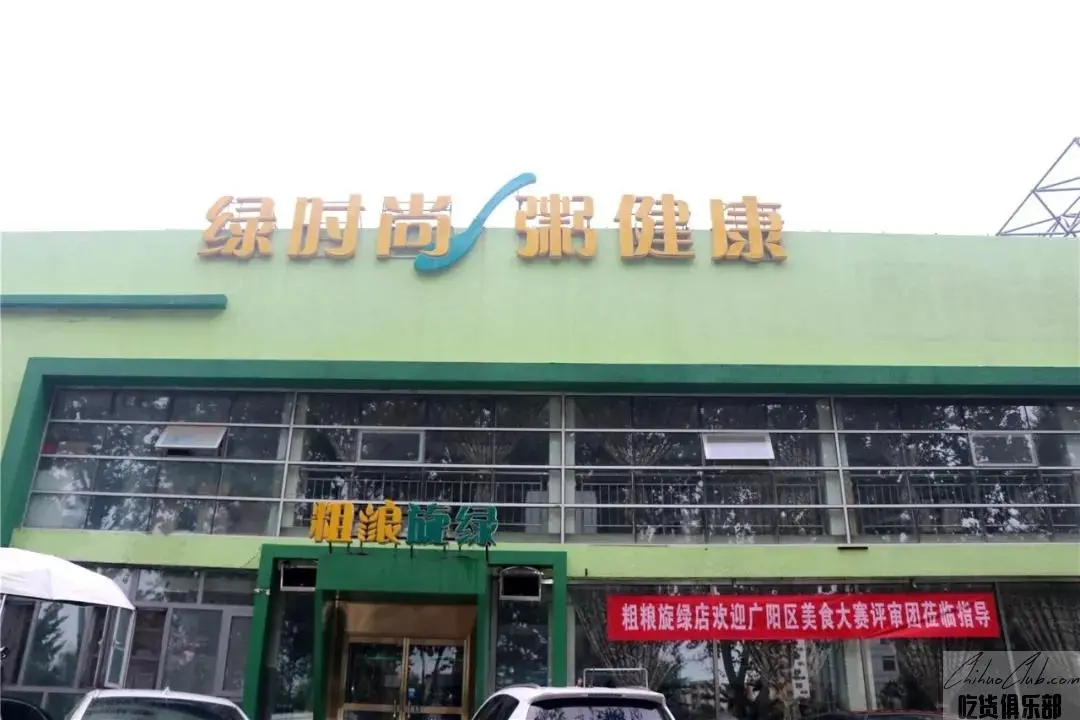 绿时尚 粥健康
粗粮旋绿
粗粮旋绿店欢迎广阳区美食大赛评审团莅临指导
ChihuoClub.com
吃货俱乐部